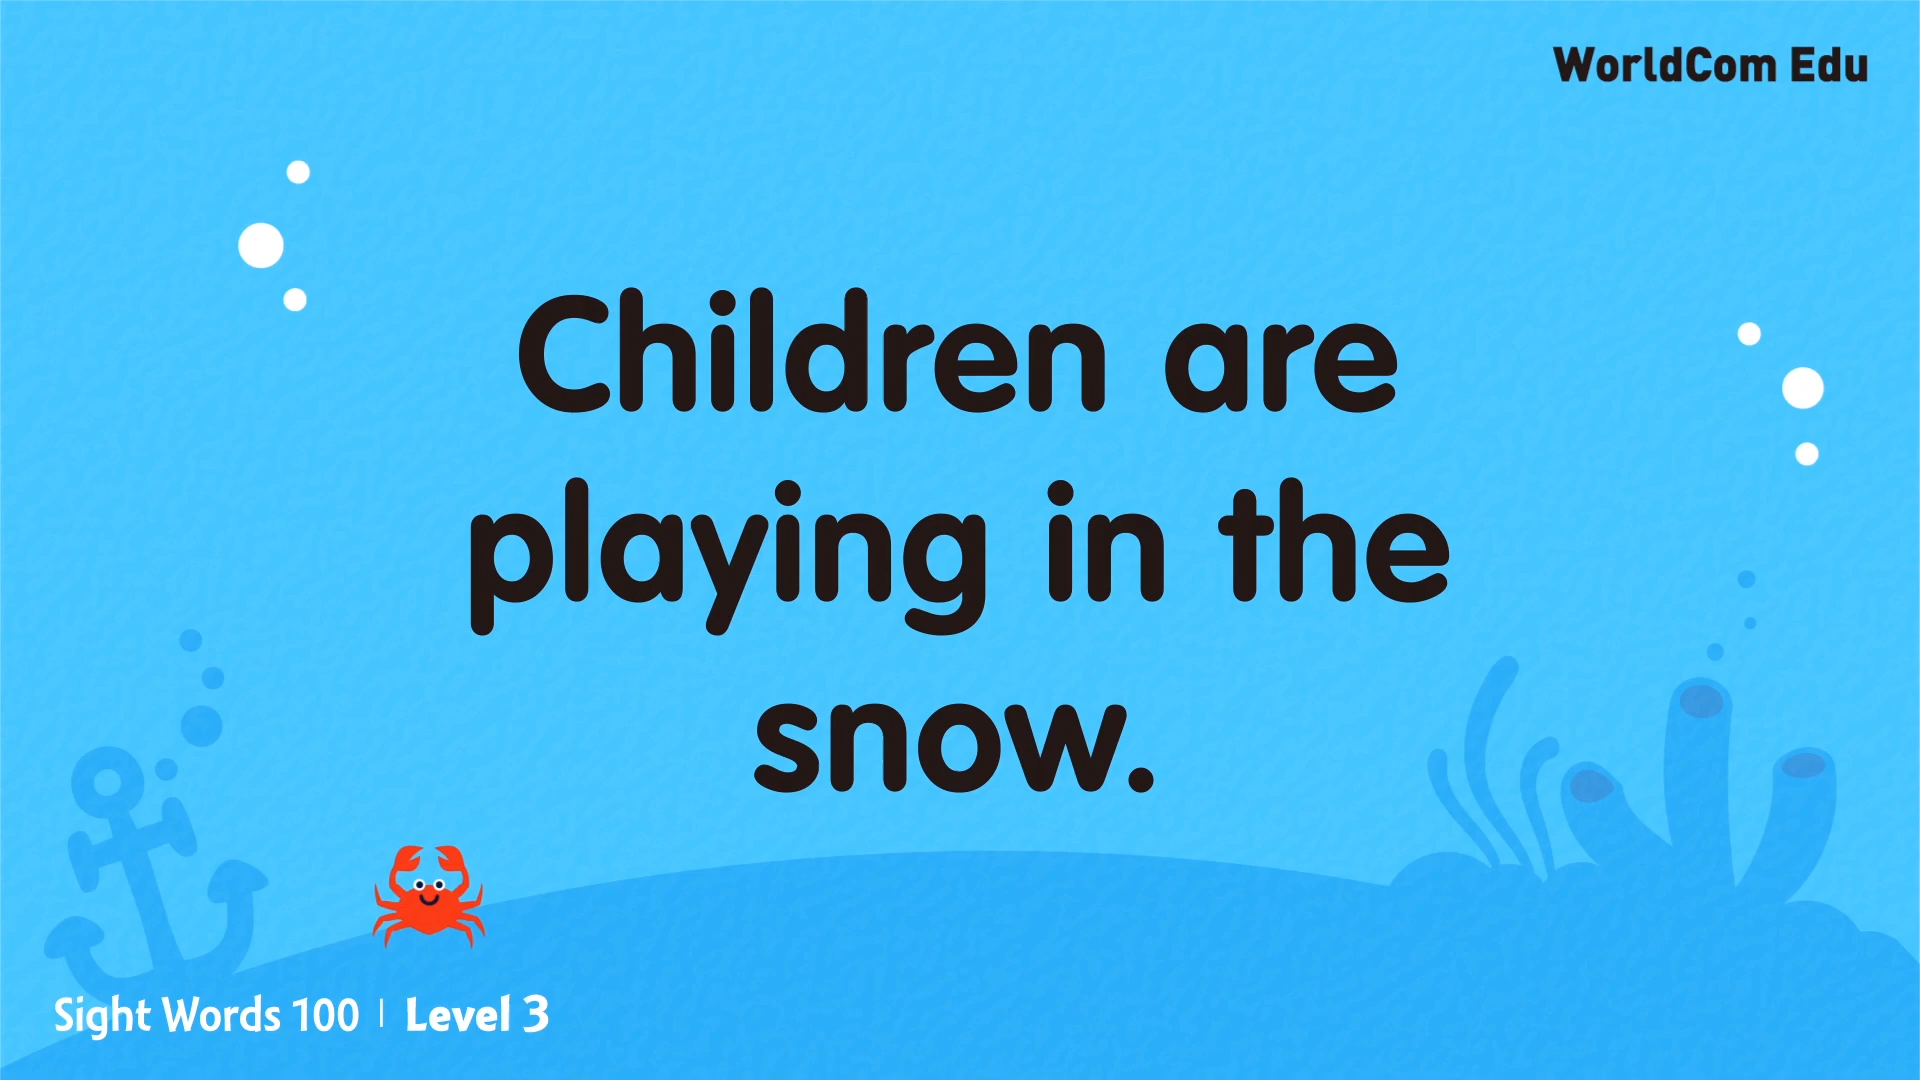 WorldCom Edu
Children are
playing in the
snow.
Sight Words 100 | Level 3